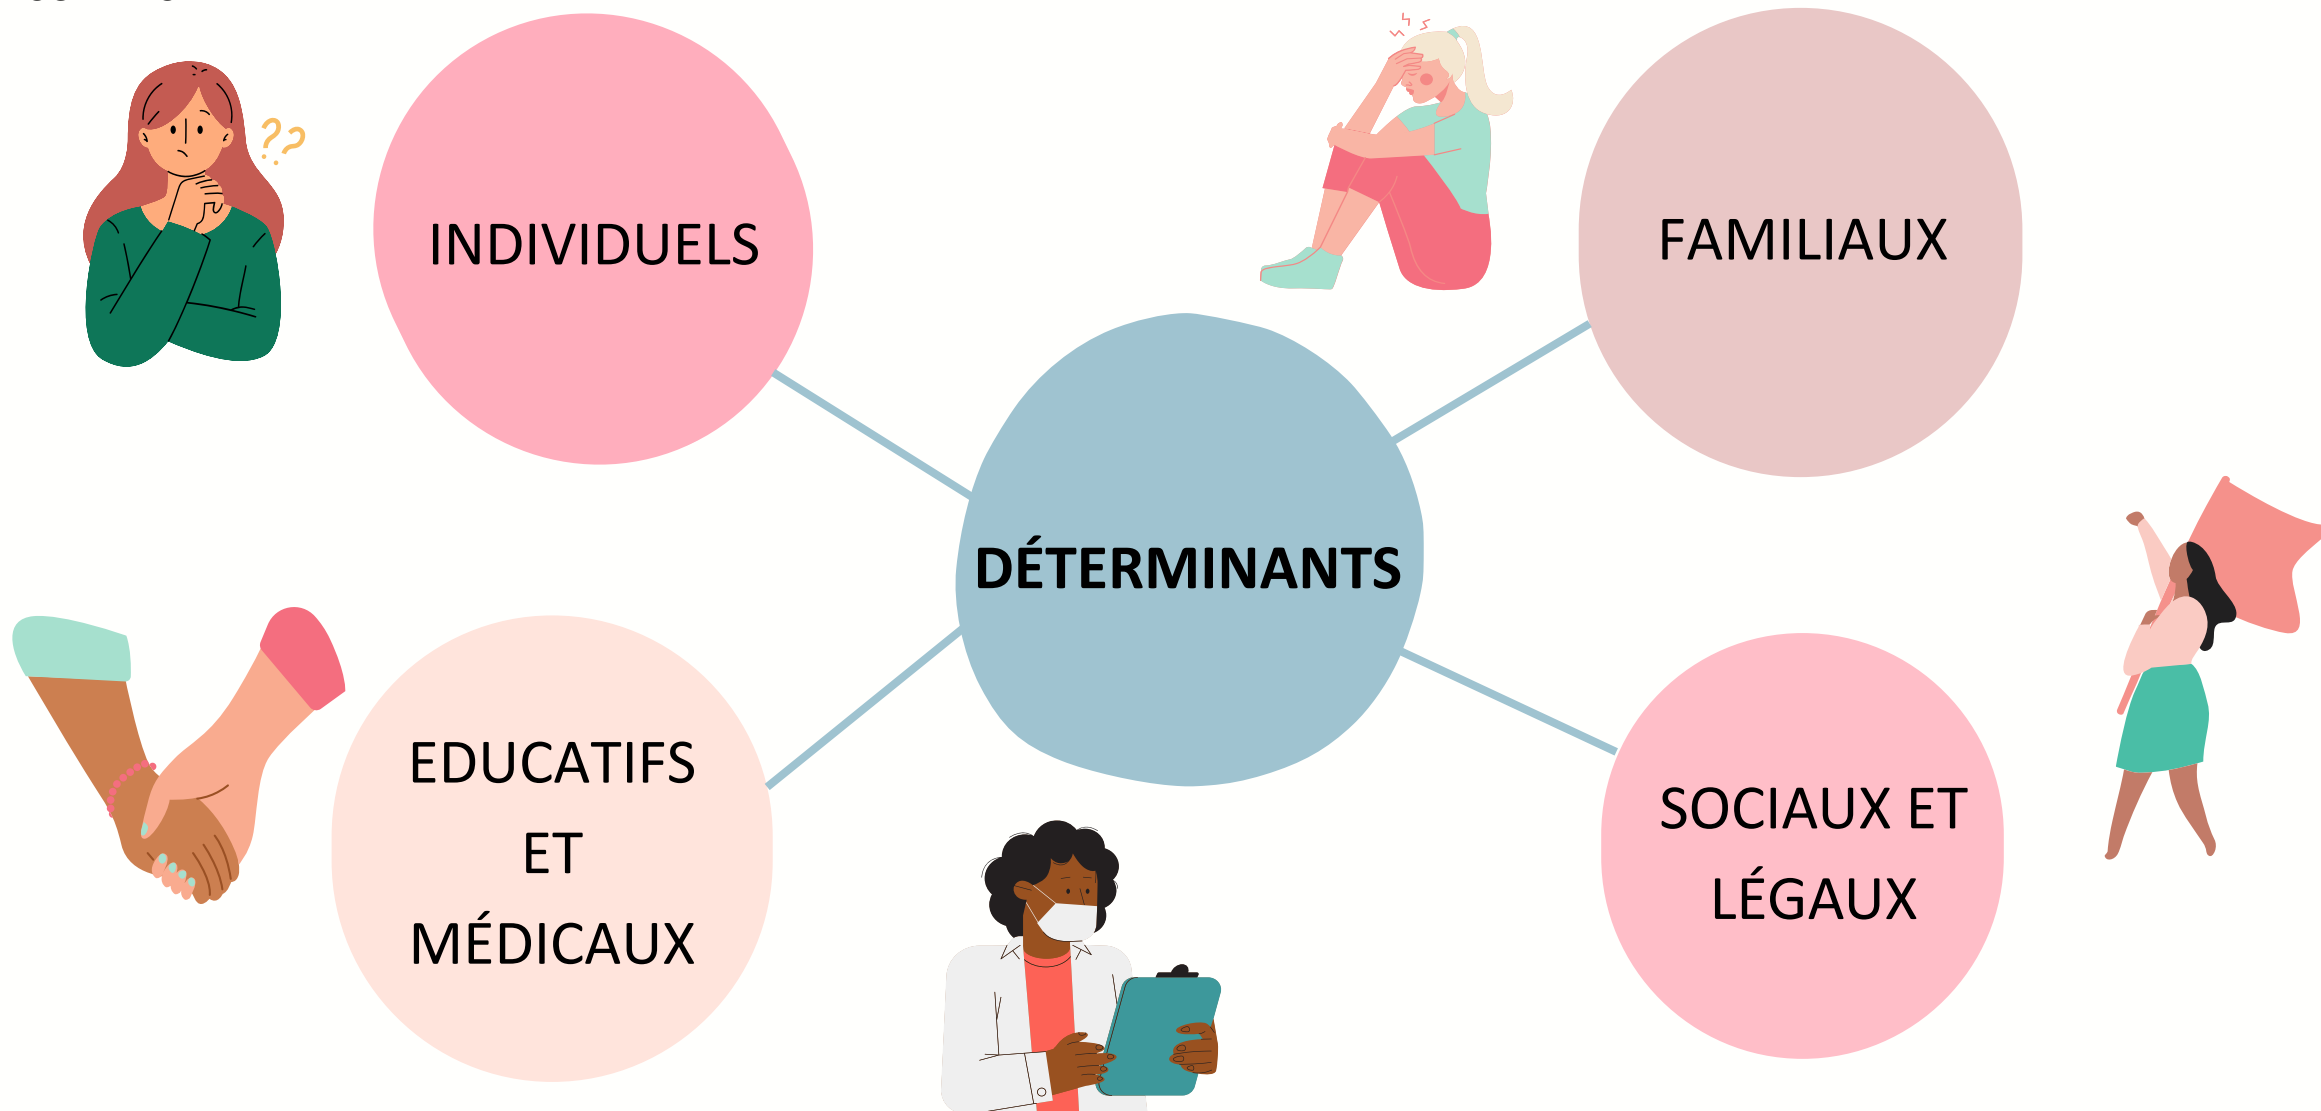 INDIVIDUELS
FAMILIAUX
DÉTERMINANTS
EDUCATIFS
ET
MÉDICAUX
SOCIAUX ET
LÉGAUX
??